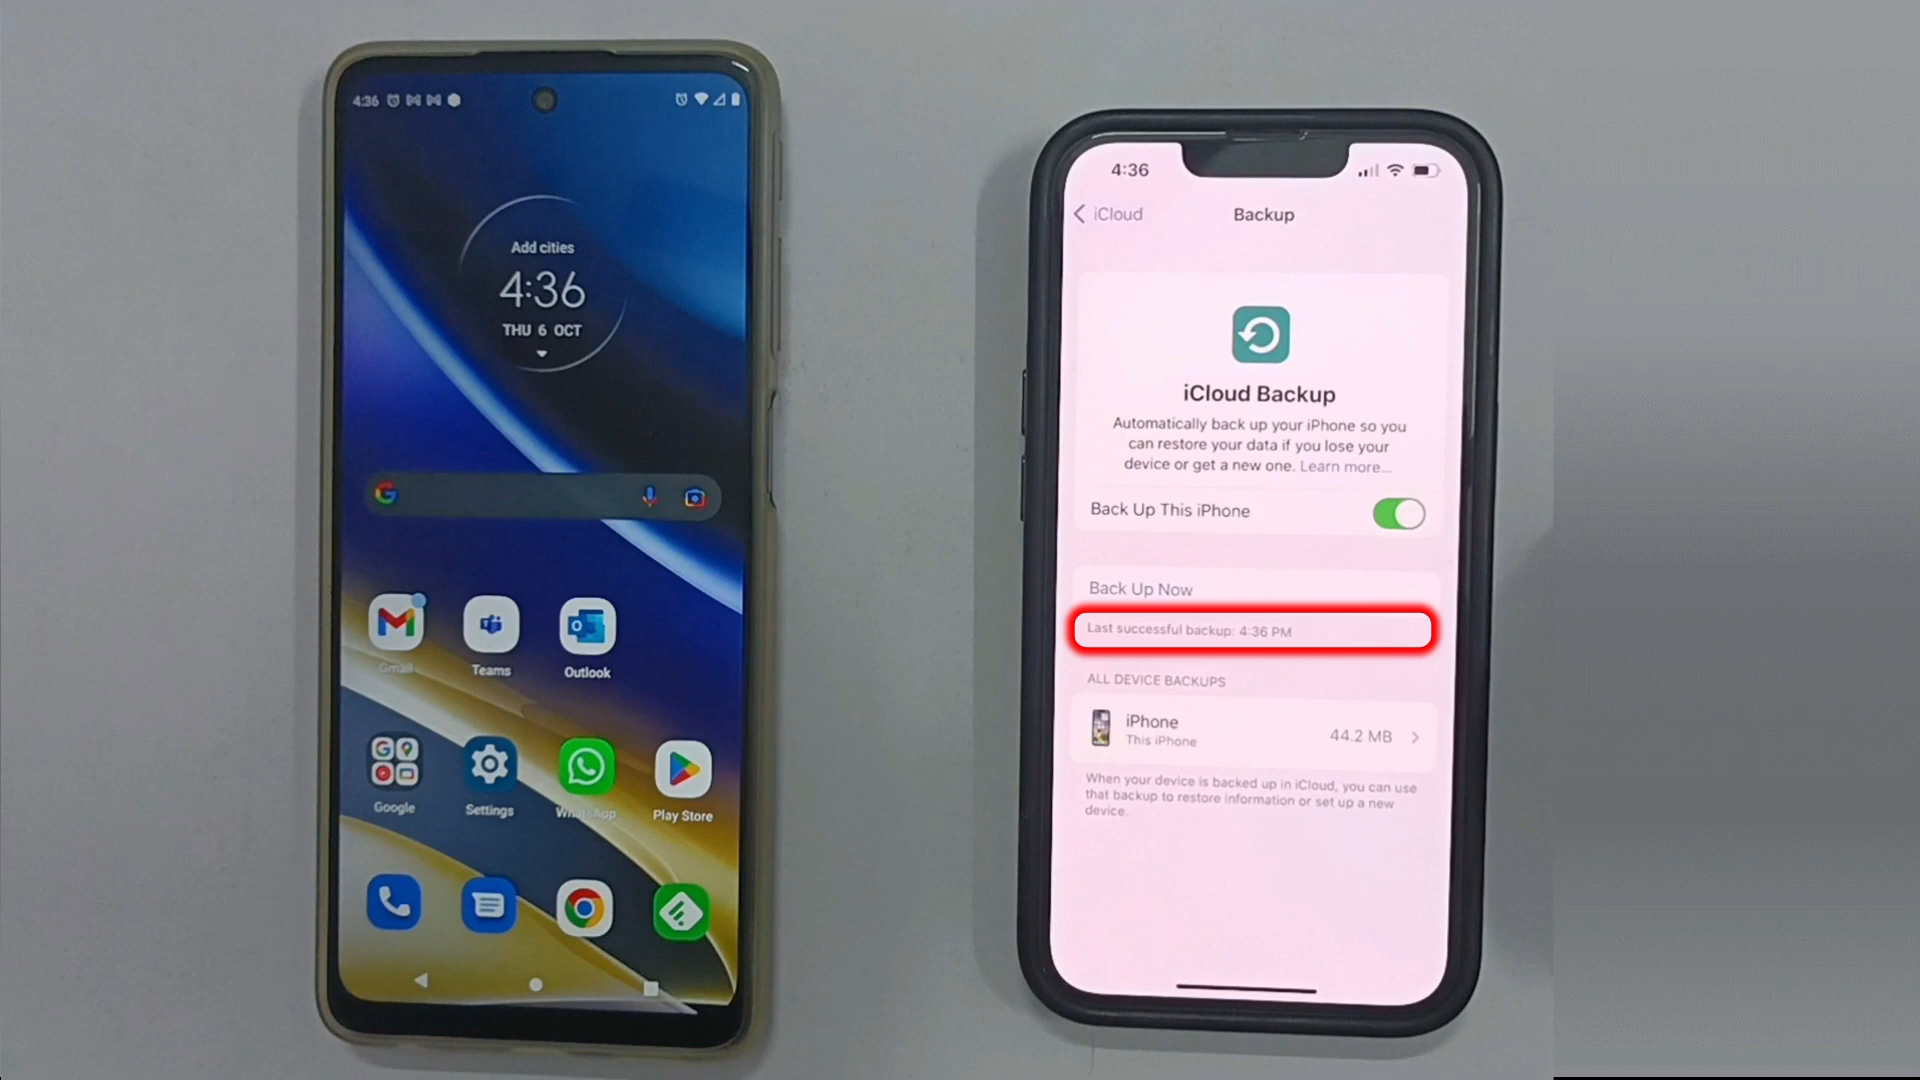 4:36
Add cities
4:36
THU 6 OCT
Gmail
Teams
Outlook
Google
Settings
WhatsApp
Play Store
4:36
iCloud
Backup
iCloud Backup
Automatically back up your iPhone so you
can restore your data if you lose your
device or get a new one. Learn more...
Back Up This iPhone
Back Up Now
Last successful backup: 4:36 PM
ALL DEVICE BACKUPS
iPhone
This iPhone
44.2 MB
When your device is backed up in iCloud, you can use
that backup to restore information or set up a new
device.